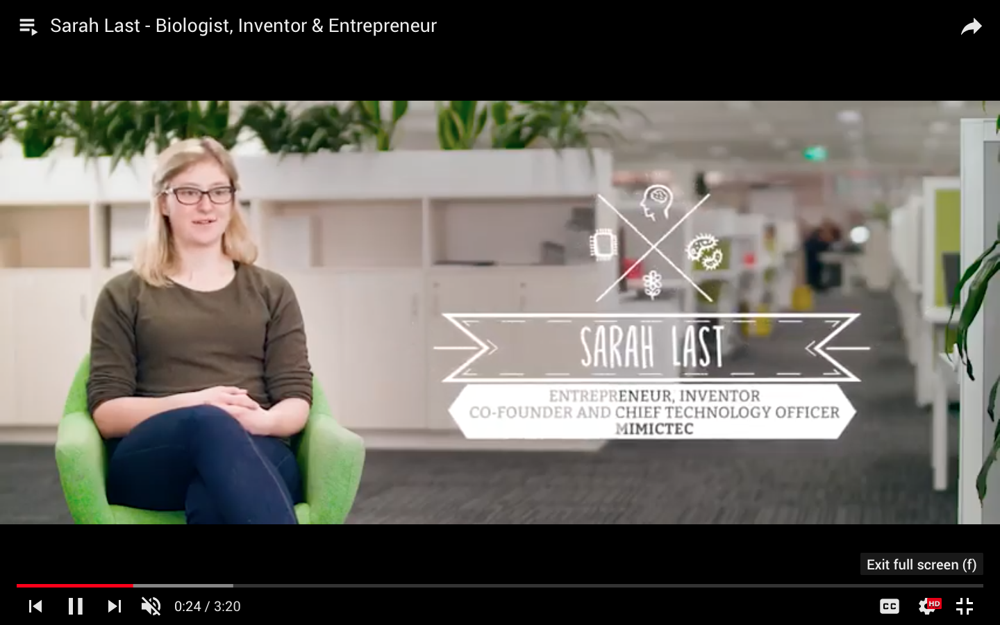 Sarah Last - Biologist, Inventor & Entrepreneur
SARAH LAST
ENTREPRENEUR, INVENTOR
CO-FOUNDER AND CHIEF TECHNOLOGY OFFICER
MIMICTEC
Exit full screen (f)
0:24 / 3:20
CC
HD